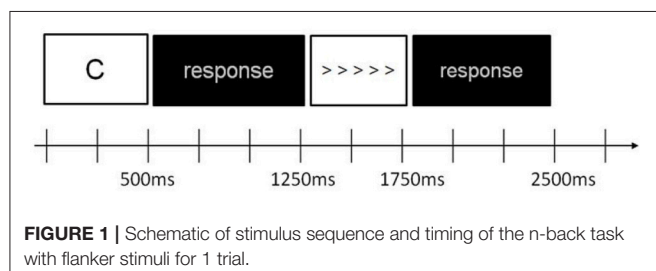 C
response
> > > > >
response
500ms
1250ms
1750ms
2500ms
FIGURE 1 | Schematic of stimulus sequence and timing of the n-back task
with flanker stimuli for 1 trial.